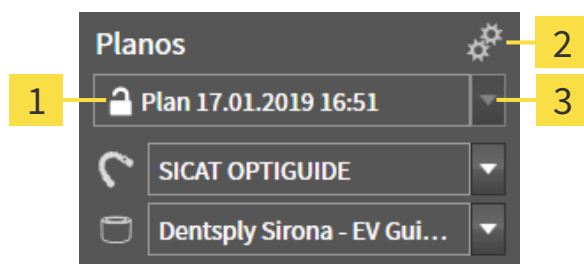 Planos
2
1
Plan 17.01.2019 16:51
3
SICAT OPTIGUIDE
Dentsply Sirona - EV Gui...